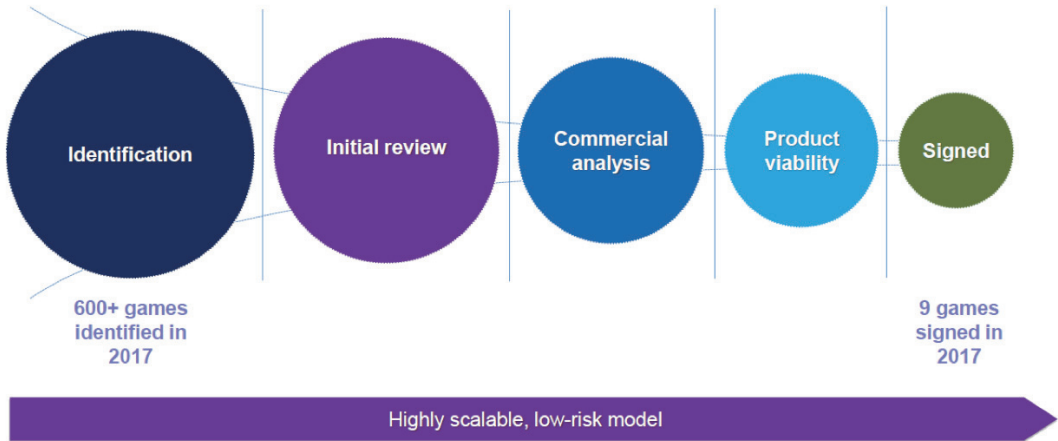 Identification
Initial review
Commercial
analysis
Product
viability
Signed
600+ games
identified in
2017
9 games
signed in
2017
Highly scalable, low-risk model